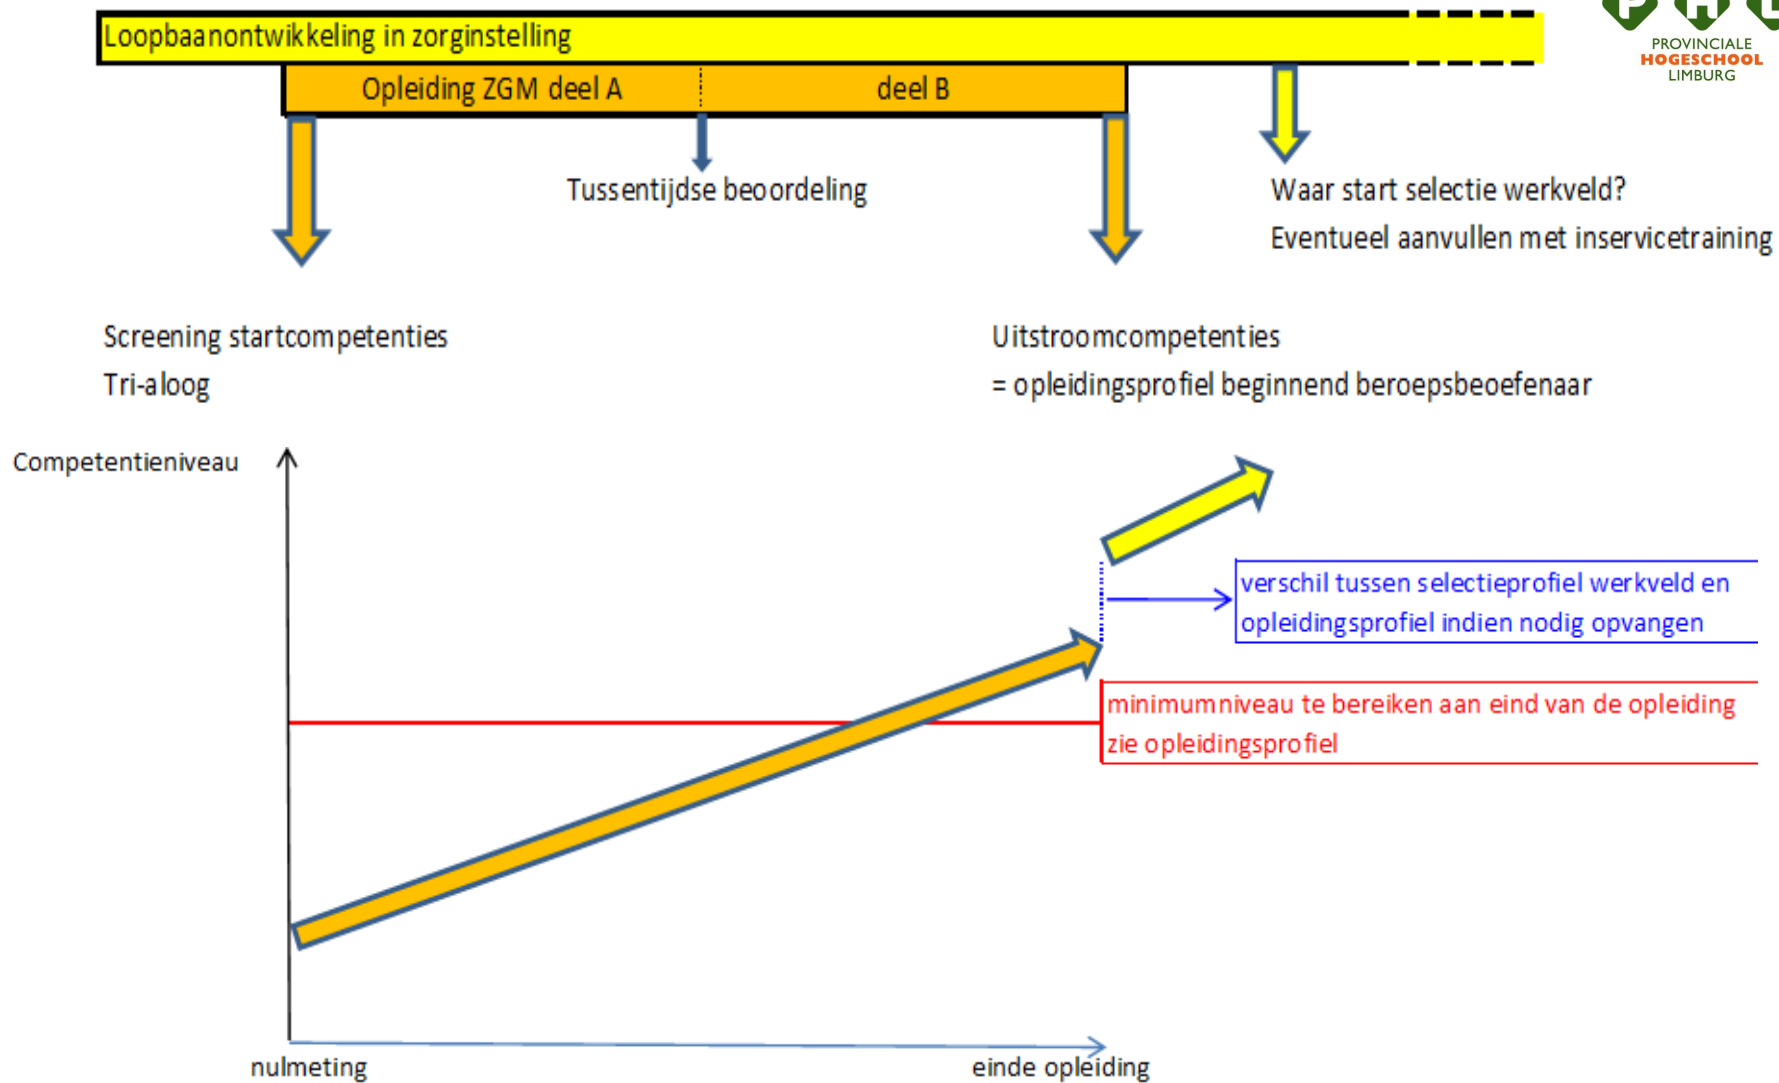 PHL
PROVINCIALE
HOGESCHOOL
LIMBURG
Loopbaanontwikkeling in zorginstelling
Opleiding ZGM deel A
deel B
Tussentijdse beoordeling
Waar start selectie werkveld?
Eventueel aanvullen met inservicetraining
Screening startcompetenties
Tri-aloog
Uitstroomcompetenties
= opleidingsprofiel beginnend beroepsbeoefenaar
Competentieniveau
verschil tussen selectieprofiel werkveld en
opleidingsprofiel indien nodig opvangen
minimumniveau te bereiken aan eind van de opleiding
zie opleidingsprofiel
nulmeting
einde opleiding